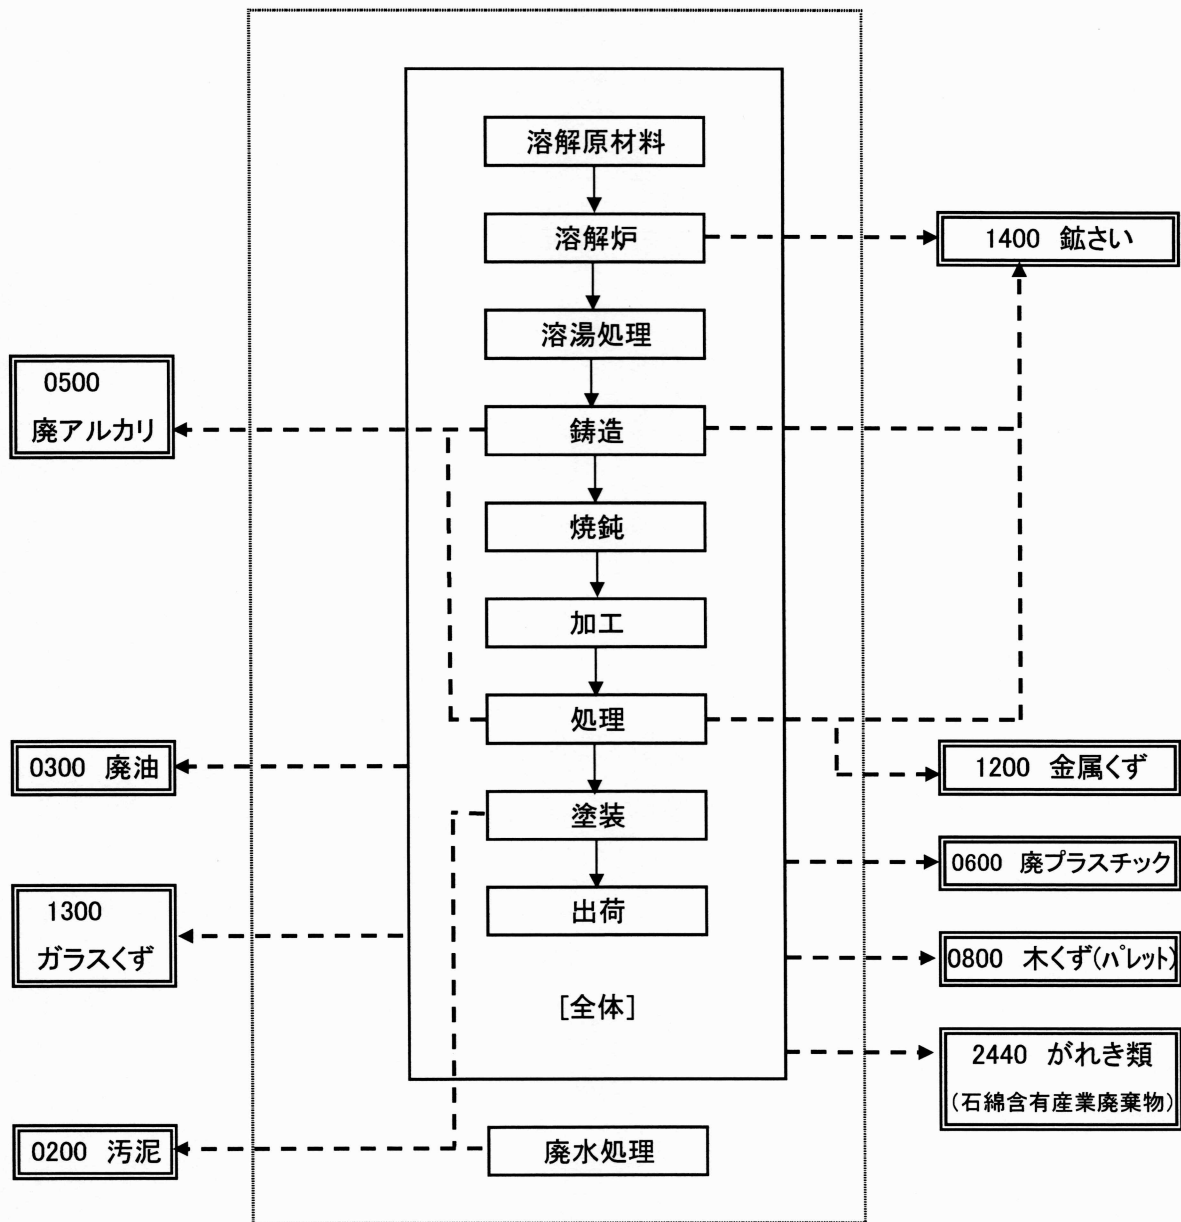 溶解原材料
溶解炉
1400 鉱さい
溶湯処理
0500
廃アルカリ
鋳造
焼鈍
加工
処理
0300 廃油
1200 金属くず
塗装
0600 廃プラスチック
1300
ガラスくず
出荷
0800 木くず(パレット)
[全体]
2440 がれき類
(石綿含有産業廃棄物)
0200 汚泥
廃水処理